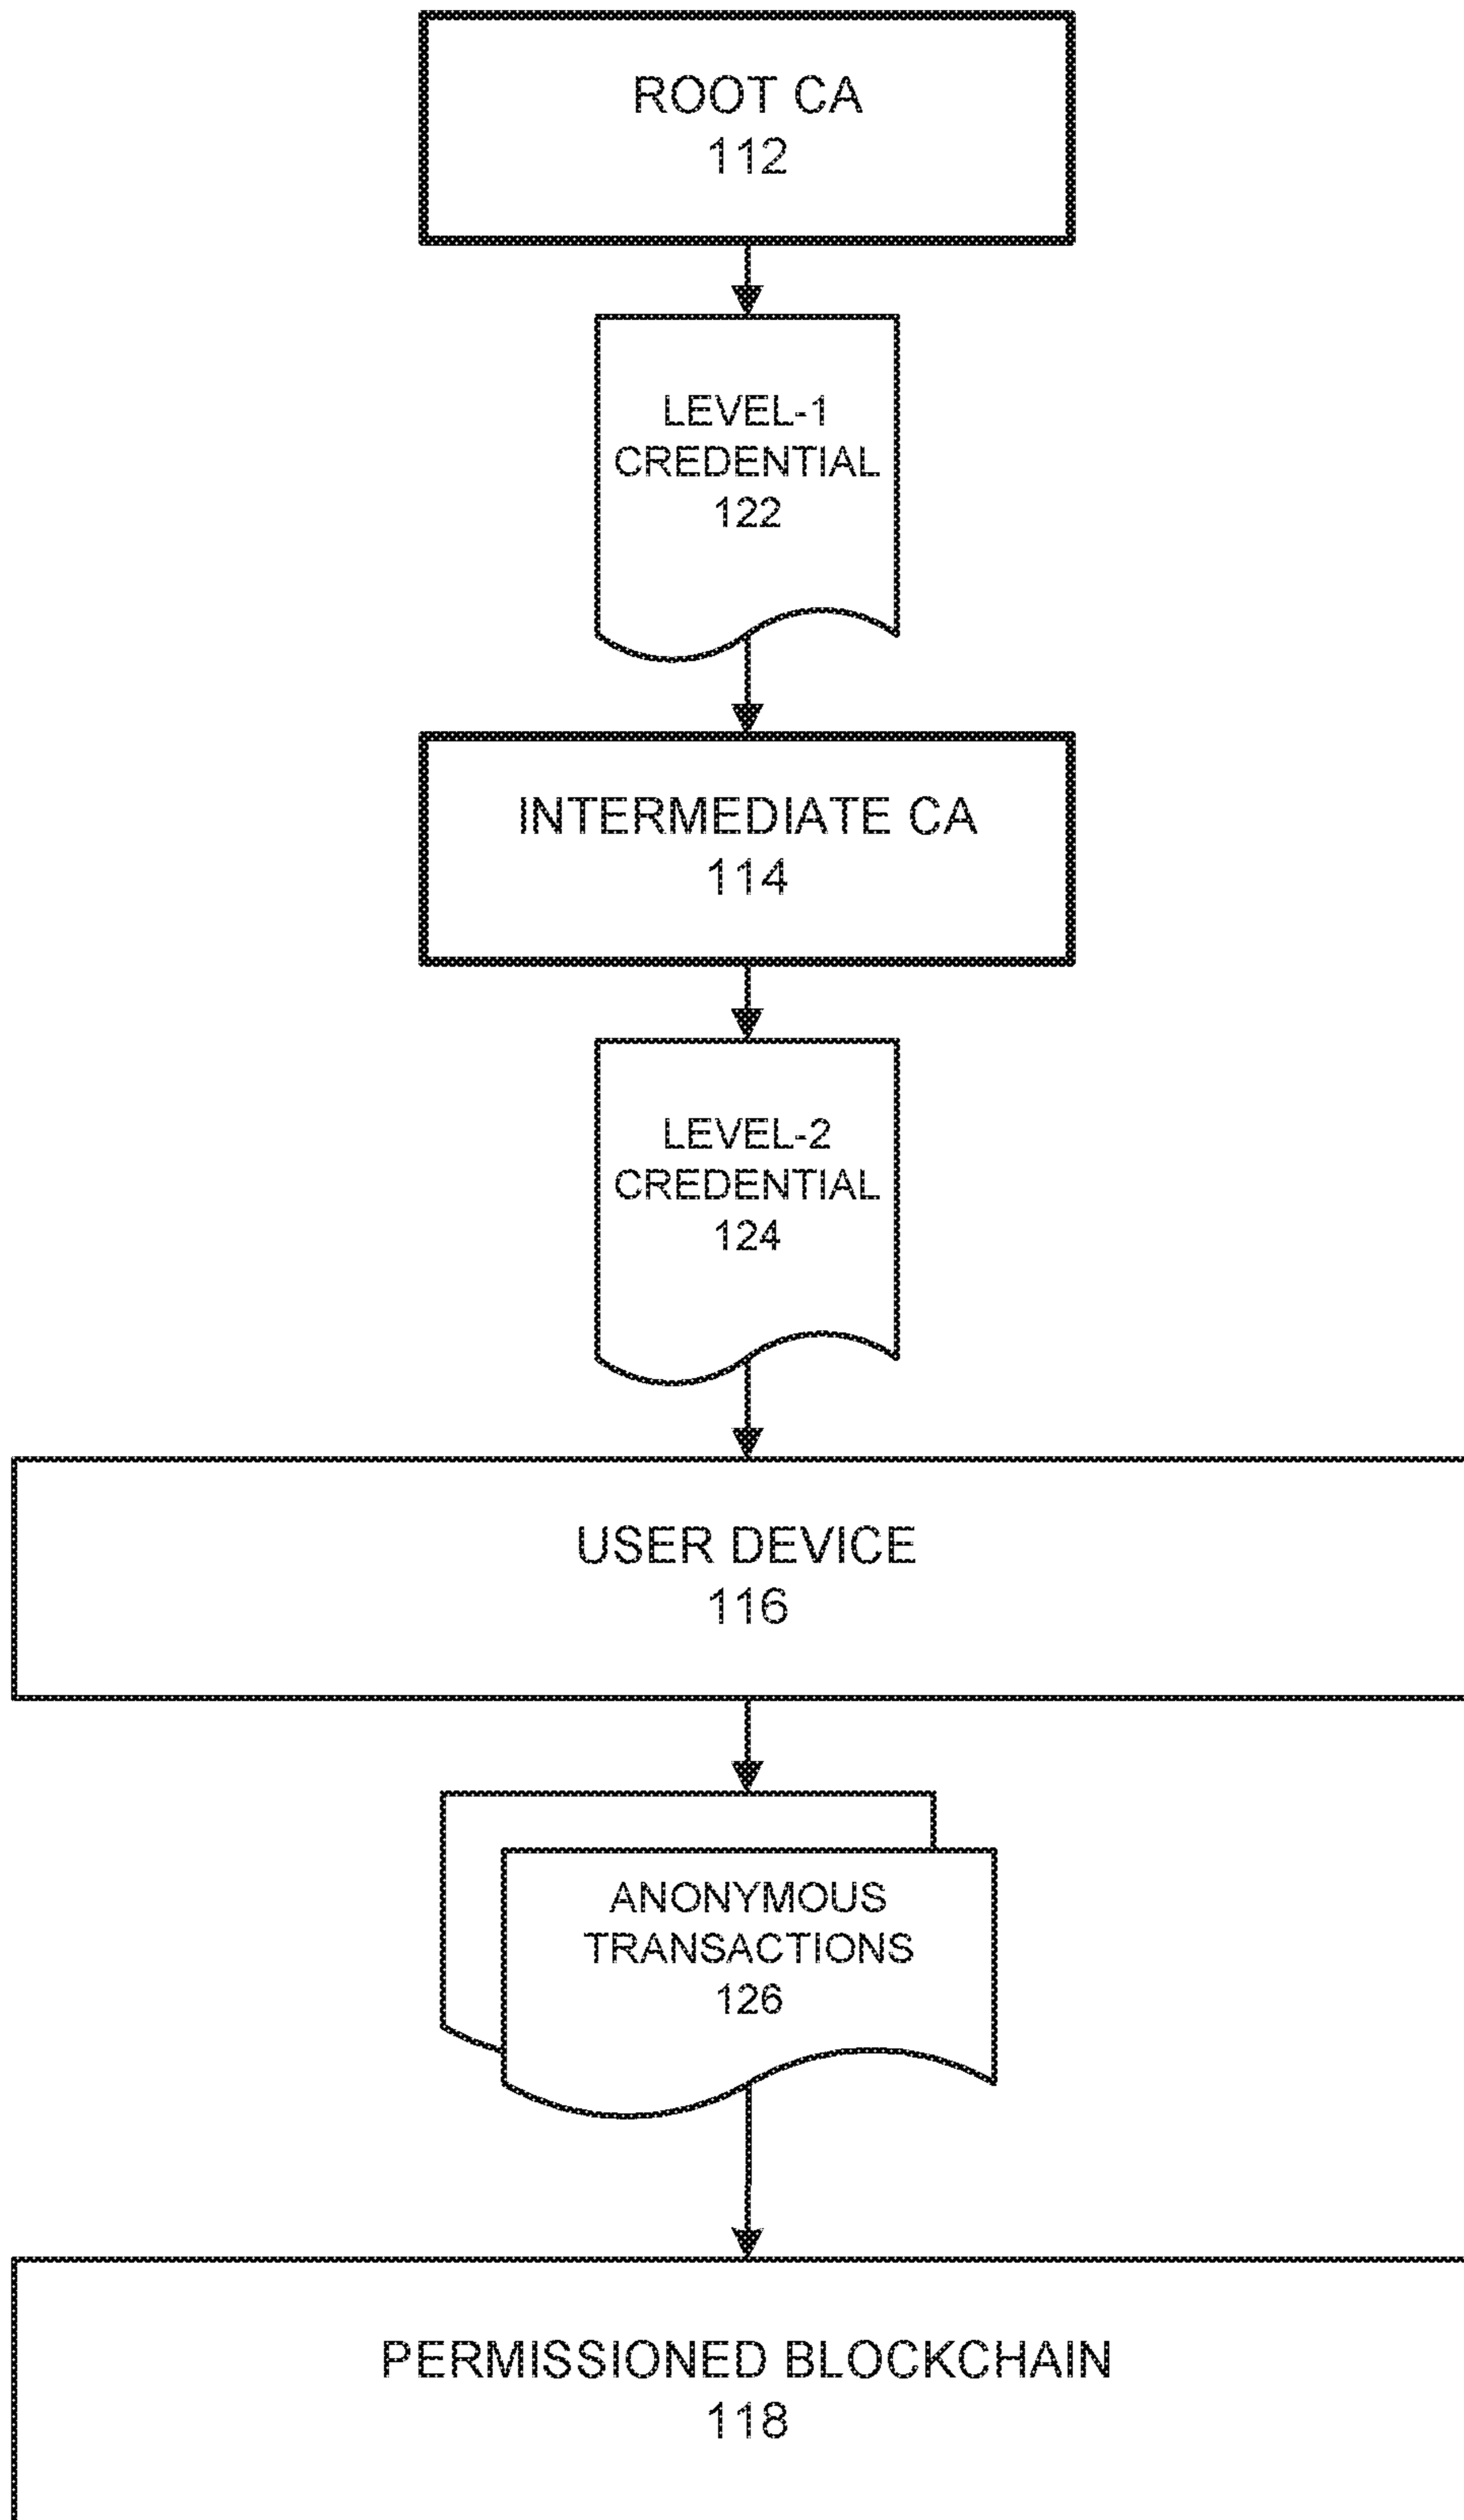 ROOT CA
112
LEVEL-1
CREDENTIAL
122
INTERMEDIATE CA
114
LEVEL-2
CREDENTIAL
124
USER DEVICE
116
ANONYMOUS
TRANSACTIONS
126
PERMISSIONED BLOCKCHAIN
118